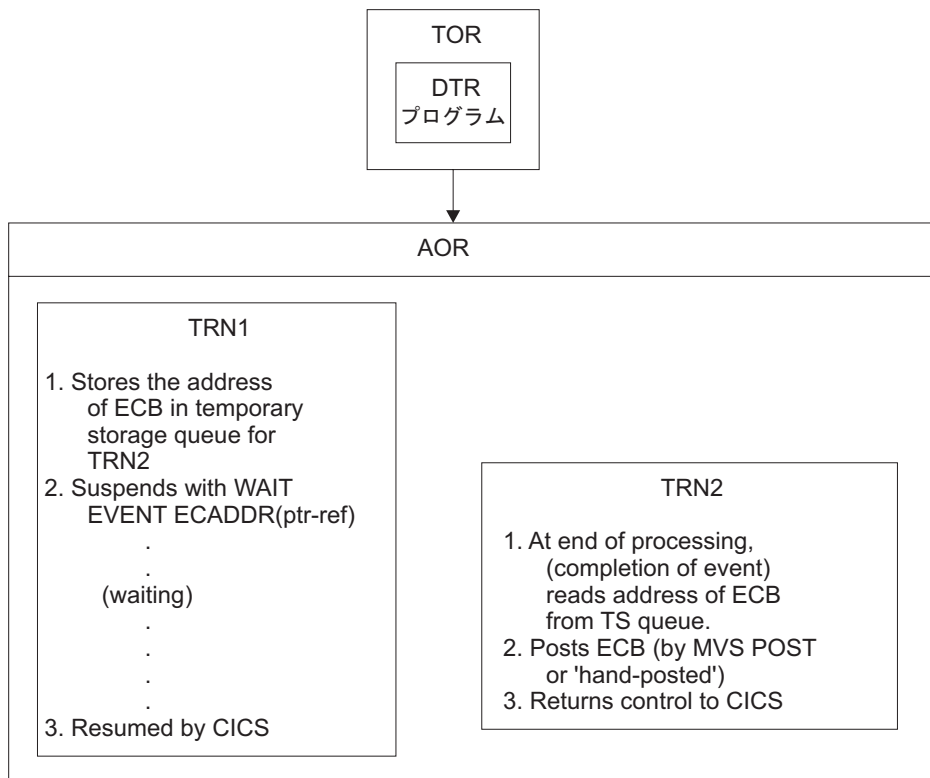 TOR
DTR
プログラム
AOR
TRN1
1. Stores the address
of ECB in temporary
storage queue for
TRN2
2. Suspends with WAIT
EVENT ECADDR(ptr-ref)
.
.
(waiting)
.
.
.
.
3. Resumed by CICS
TRN2
1. At end of processing,
(completion of event)
reads address of ECB
from TS queue.
2. Posts ECB (by MVS POST
or 'hand-posted')
3. Returns control to CICS